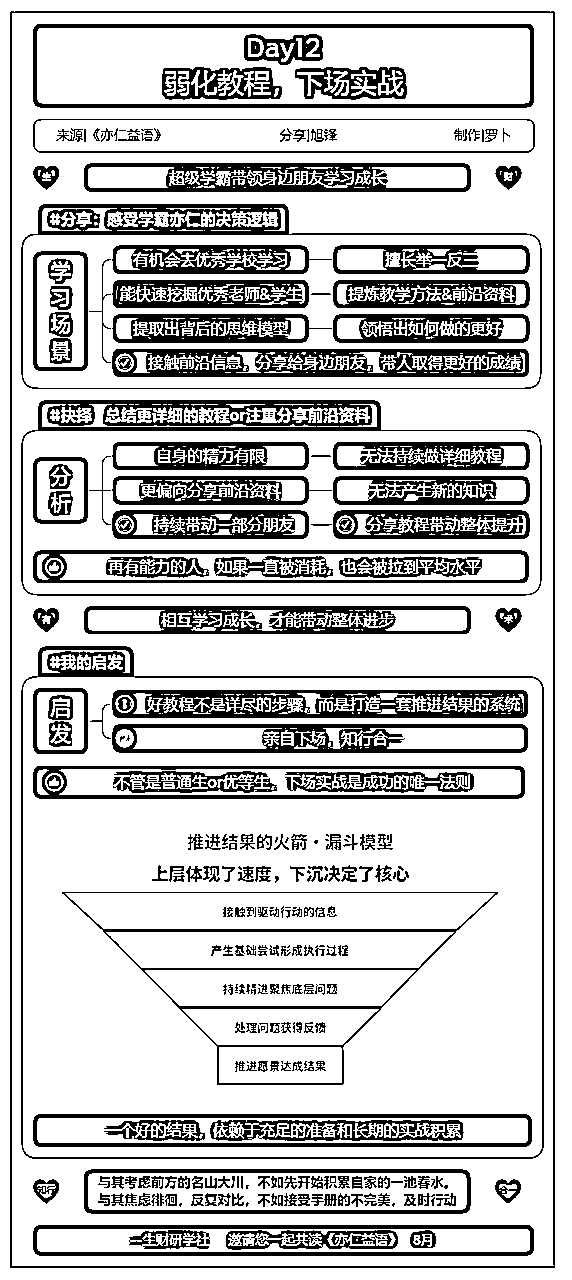 Day12
弱化教程，下场实战
来源|《亦仁益语》 分享|旭锋 制作|罗卜
超级学霸带领身边朋友学习成长
#分享：感受学霸亦仁的决策逻辑
学习场景
有机会去优秀学校学习 擅长举一反三
能快速挖掘优秀老师&学生 提炼教学方法&前沿资料
提取出背后的思维模型 领悟出如何做的更好
接触前沿信息，分享给身边朋友，带人取得更好的成绩
#抉择 总结更详细的教程or注重分享前沿资料
分析
自身的精力有限 无法持续做详细教程
更偏向分享前沿资料 无法产生新的知识
持续带动一部分朋友 分享教程带动整体提升
再有能力的人，如果一直被消耗，也会被拉到平均水平
相互学习成长，才能带动整体进步
#我的启发
启发
好教程不是详尽的步骤，而是打造一套推进结果的系统
亲自下场，知行合一
不管是普通生or优等生，下场实战是成功的唯一法则
推进结果的火箭·漏斗模型
上层体现了速度，下沉决定了核心
接触到驱动行动的信息
产生基础尝试形成执行过程
持续精进聚焦底层问题
处理问题获得反馈
推进愿景达成结果
一个好的结果，依赖于充足的准备和长期的实战积累
知行 合一
与其考虑前方的名山大川，不如先开始积累自家的一池春水。
与其焦虑徘徊，反复对比，不如接受手册的不完美，及时行动
生财研学社 邀请您一起共读《亦仁益语》 8月